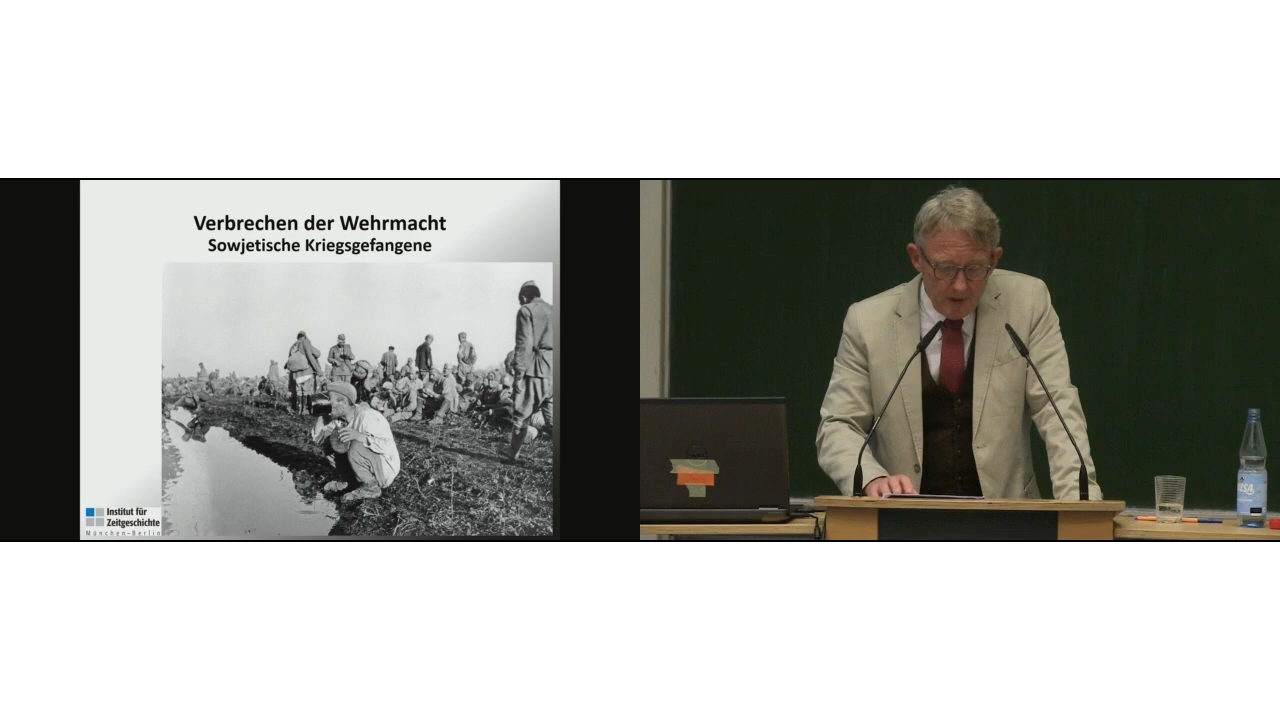 Verbrechen der Wehrmacht
Sowjetische Kriegsgefangene
Institut für
Zeitgeschichte
München-Berlin